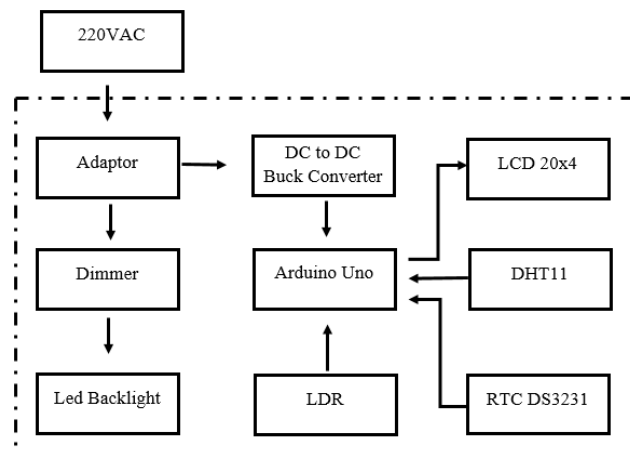 220VAC
Adaptor
DC to DC
Buck Converter
LCD 20x4
Dimmer
Arduino Uno
DHT11
Led Backlight
LDR
RTC DS3231